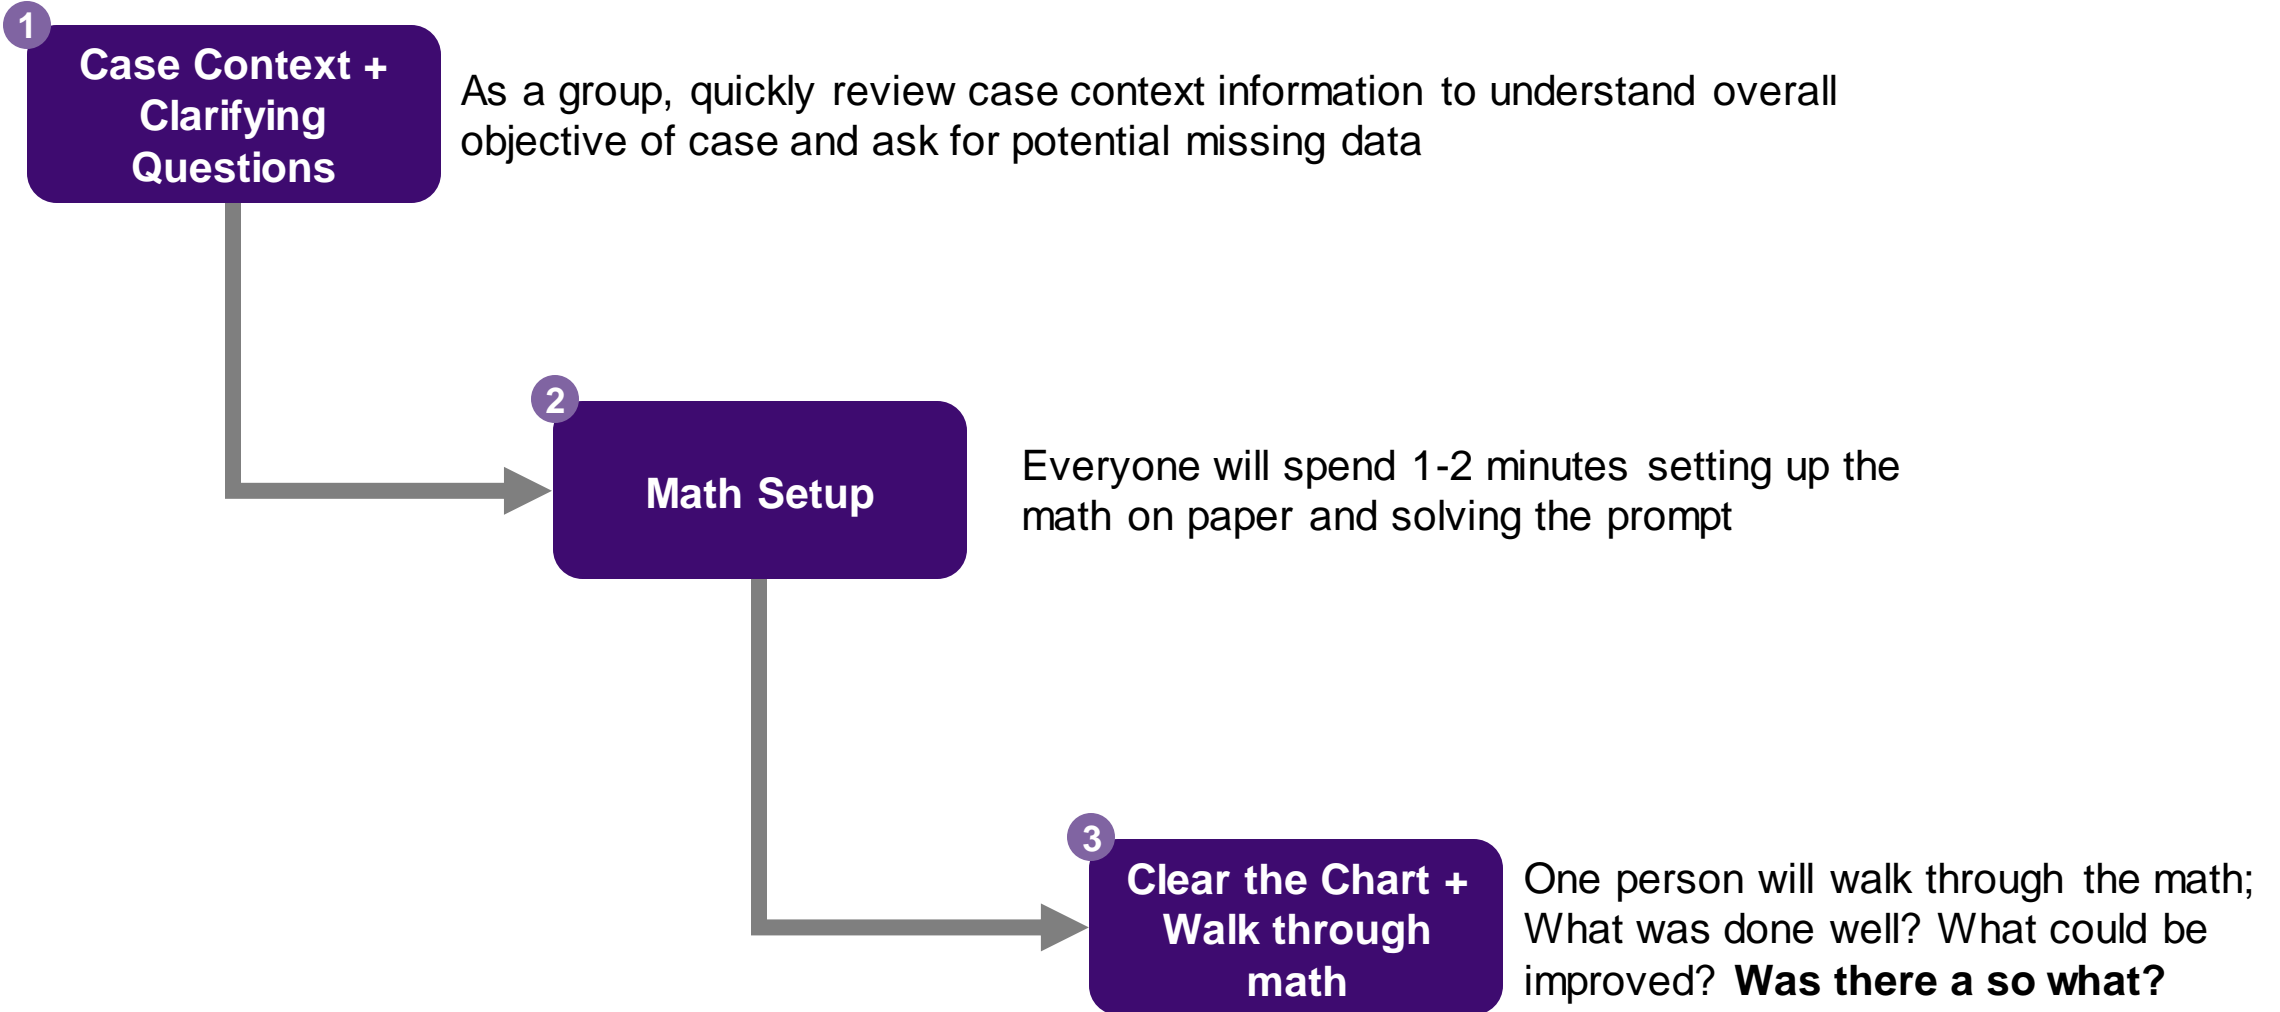 1
Case Context +
Clarifying
Questions
As a group, quickly review case context information to understand overall
objective of case and ask for potential missing data
2
Math Setup
Everyone will spend 1-2 minutes setting up the
math on paper and solving the prompt
3
Clear the Chart +
Walk through
math
One person will walk through the math;
What was done well? What could be
improved? Was there a so what?